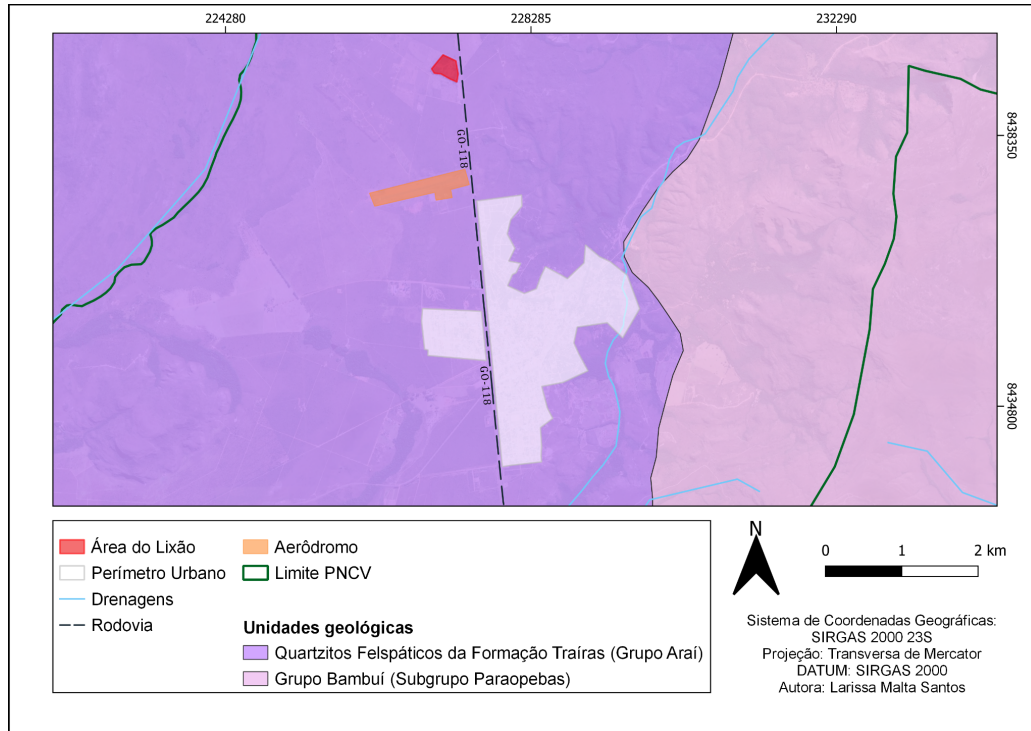 224280
228285
232290
8438350
GO-118
GO-118
8434800
Área do Lixão
Perímetro Urbano
Drenagens
Rodovia
Aerôdromo
Limite PNCV
Unidades geológicas
Quartzitos Felspáticos da Formação Traíras (Grupo Araí)
Grupo Bambuí (Subgrupo Paraopebas)
N
0 1 2 km
Sistema de Coordenadas Geográficas:
SIRGAS 2000 23S
Projeção: Transversa de Mercator
DATUM: SIRGAS 2000
Autora: Larissa Malta Santos